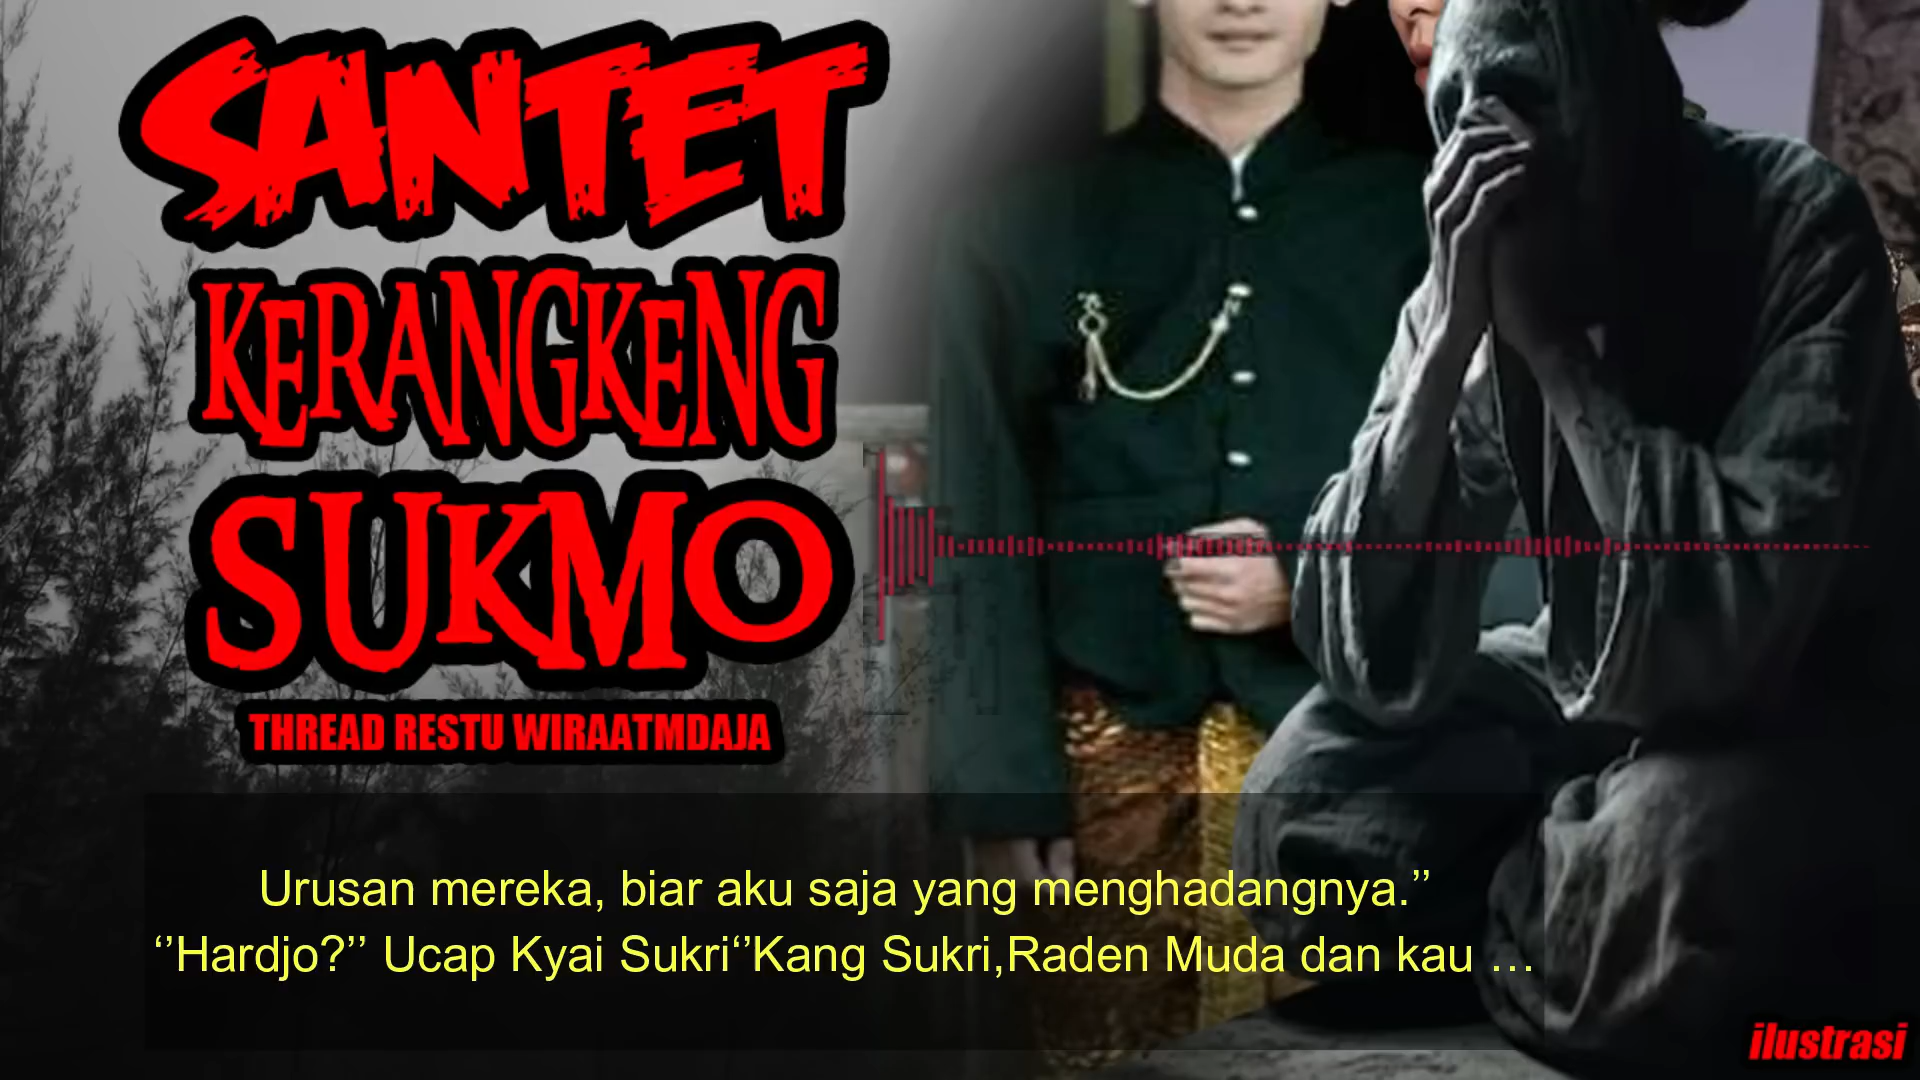 SANTET
KERANGKENG
SUKMO
THREAD RESTU WIRAATMDAJA
Urusan mereka, biar aku saja yang menghadangnya.’’
‘’Hardjo?’’ Ucap Kyai Sukri‘’Kang Sukri,Raden Muda dan kau …
ilustrasi